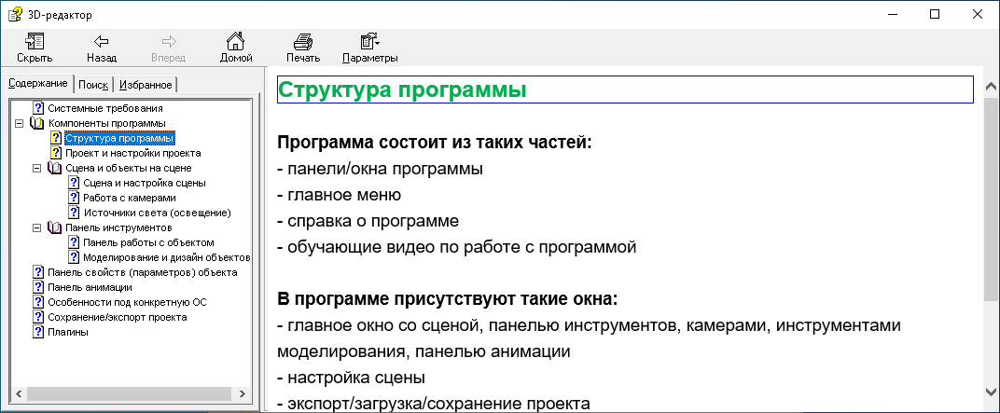 3D-редактор
Скрыть
Назад
Вперед
Домой
Печать
Параметры
Содержание
Поиск
Избранное
Системные требования
Компоненты программы
Структура программы
Проект и настройки проекта
Сцена и объекты на сцене
Сцена и настройка сцены
Работа с камерами
Источники света (освещение)
Панель инструментов
Панель работы с объектом
Моделирование и дизайн объектов
Панель свойств (параметров) объекта
Панель анимации
Особенности под конкретную ОС
Сохранение/экспорт проекта
Плагины
Структура программы
Программа состоит из таких частей:
- панели/окна программы
- главное меню
- справка о программе
- обучающие видео по работе с программой
В программе присутствуют такие окна:
- главное окно со сценой, панелью инструментов, камерами, инструментами
моделирования, панелью анимации
- настройка сцены
- экспорт/загрузка/сохранение проекта